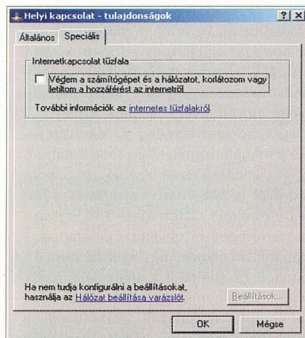 Helyi kapcsolat - tulajdonságok
Általános Speciális
Internetkapcsolat tűzfala
Védem a számítógépet és a hálózatot, korlátozom vagy
letiltom a hozzáférést az internetről
További információk az internetes tűzfalakról.
Ha nem tudja konfigurálni a beállításokat,
használja az Hálózat beállítása varázslót.
Beállítások...
OK Mégse